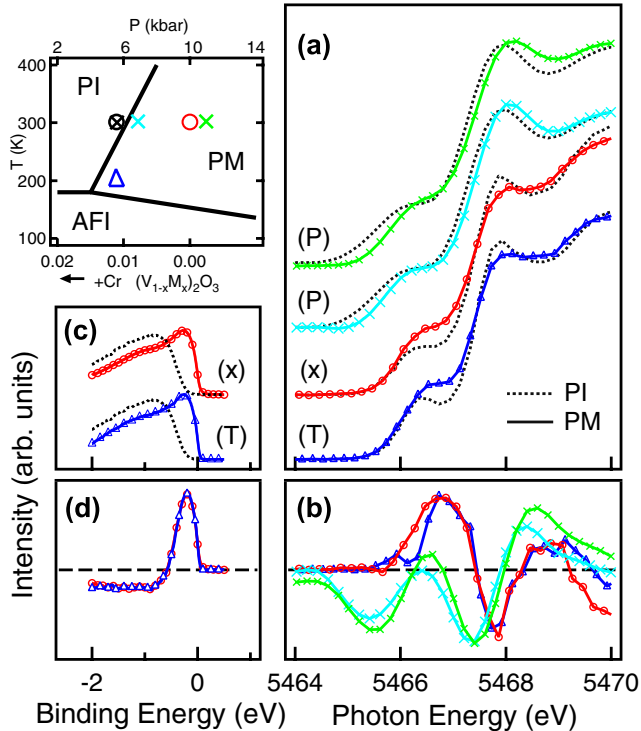 P (kbar)
2 6 10 14
T (K)
400
300
200
100
PI
PM
AFI
0.02 0.01 0.00
+Cr (V1-xMx)2O3
(a)
(P)
(P)
(x)
(T)
PI
PM
(c)
(x)
(T)
Intensity (arb. units)
(d)
(b)
-2 0
5464 5466 5468 5470
Binding Energy (eV)
Photon Energy (eV)